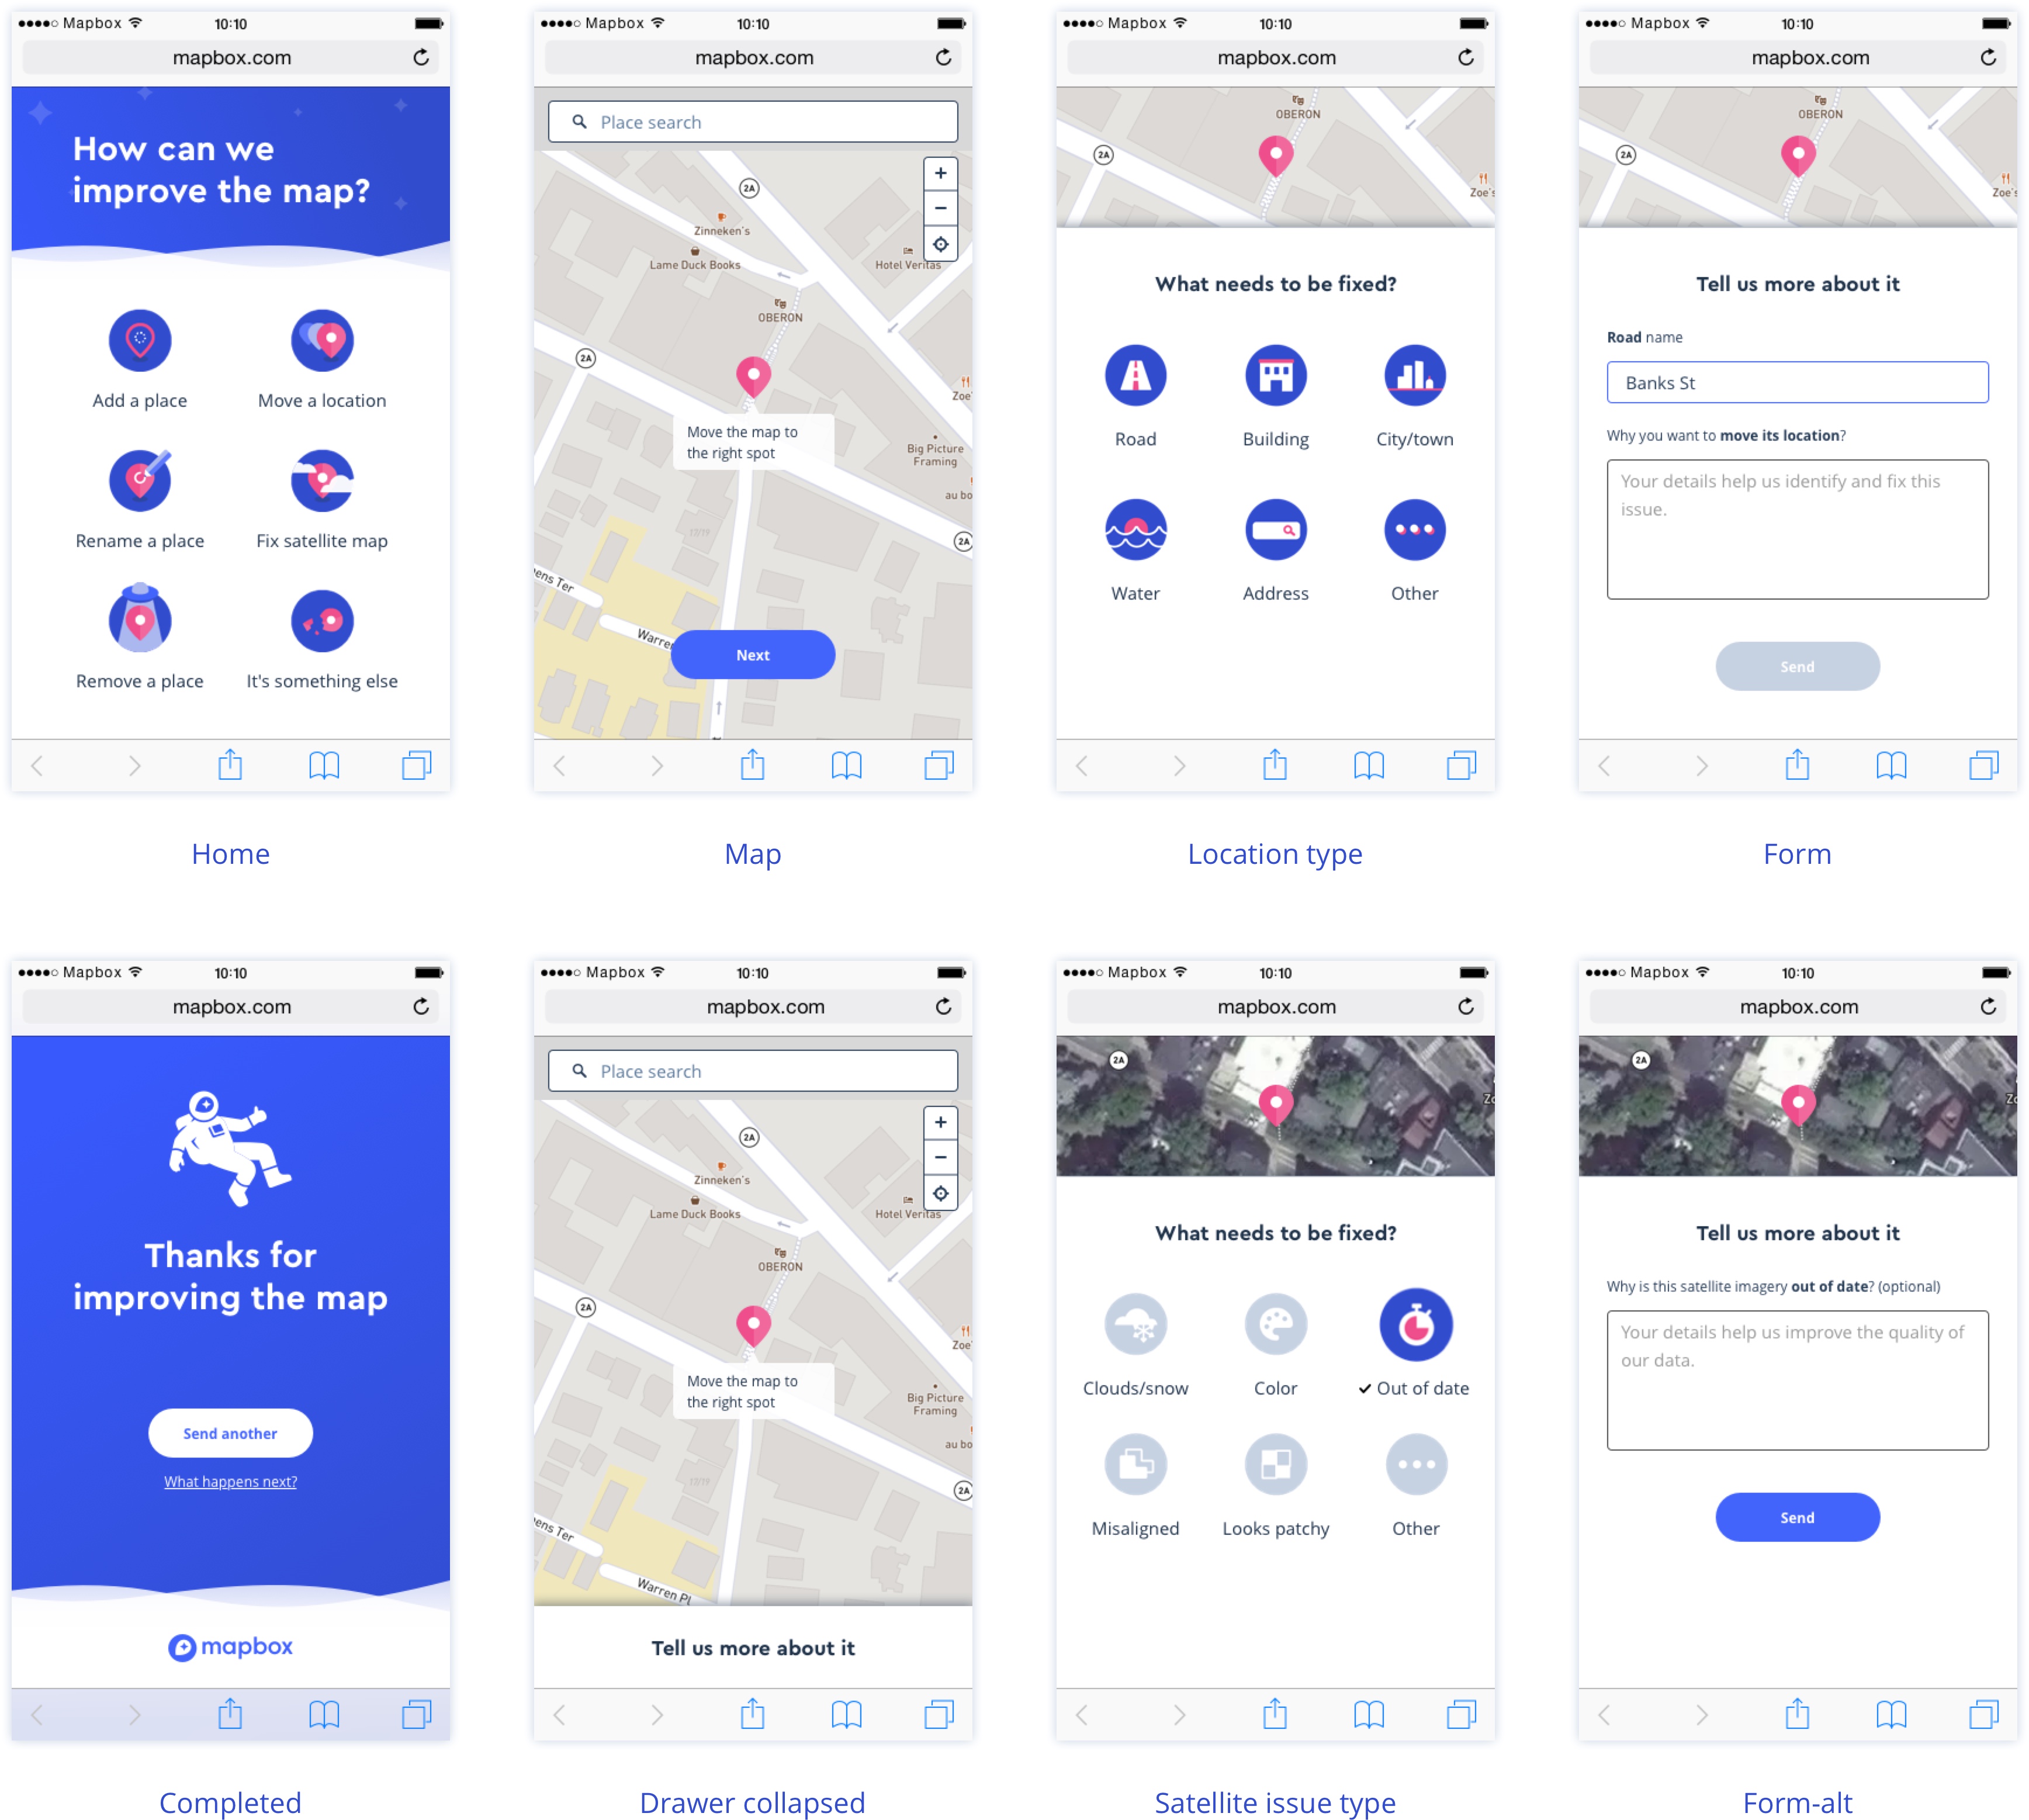 Mapbox 10:10
mapbox.com
How can we
improve the map?
Add a place
Move a location
Rename a place
Fix satellite map
Remove a place
It's something else
Home
Mapbox 10:10
mapbox.com
Place search
2A
Zinneken's
Lame Duck Books
Hotel Veritas
OBERON
2A
Zoe'
Move the map to
the right spot
Big Picture
Framing
au bo
17/19
2A
ens Ter
Warre
Next
Map
Mapbox 10:10
mapbox.com
OBERON
2A
Zoe's
What needs to be fixed?
Road
Building
City/town
Water
Address
Other
Location type
Mapbox 10:10
mapbox.com
OBERON
2A
Zoe's
Tell us more about it
Road name
Banks St
Why you want to move its location?
Your details help us identify and fix this
issue.
Send
Form
Mapbox 10:10
mapbox.com
Thanks for
improving the map
Send another
What happens next?
mapbox
Completed
Mapbox 10:10
mapbox.com
Place search
2A
Zinneken's
Lame Duck Books
Hotel Veritas
OBERON
2A
Zoe'
Move the map to
the right spot
Big Picture
Framing
au bo
17/19
2A
ens Ter
Warren Pl
Tell us more about it
Drawer collapsed
Mapbox 10:10
mapbox.com
2A
Zo
What needs to be fixed?
Clouds/snow
Color
Out of date
Misaligned
Looks patchy
Other
Satellite issue type
Mapbox 10:10
mapbox.com
2A
Zo
Tell us more about it
Why is this satellite imagery out of date? (optional)
Your details help us improve the quality of
our data.
Send
Form-alt